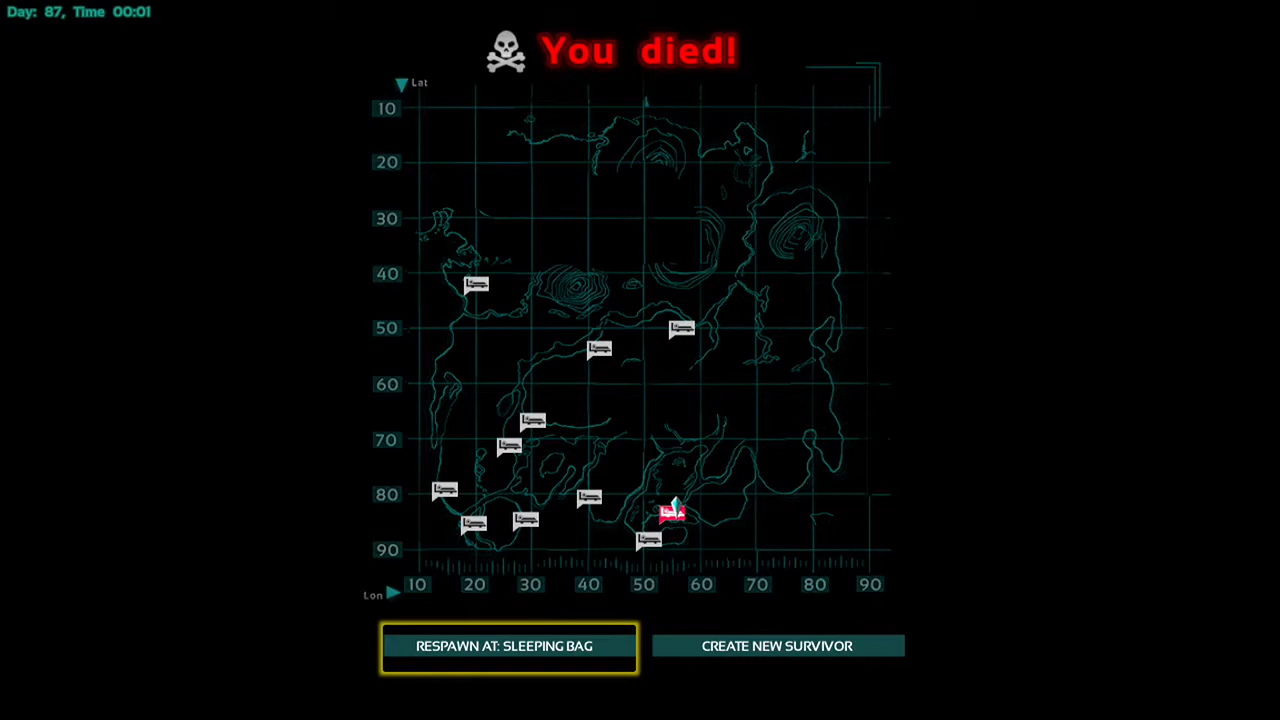 Day: 87, Time 00:01
You died!
Lat
10
20
30
40
50
60
70
80
90
10 20 30 40 50 60 70 80 90
Lon
RESPAWN AT: SLEEPING BAG
CREATE NEW SURVIVOR